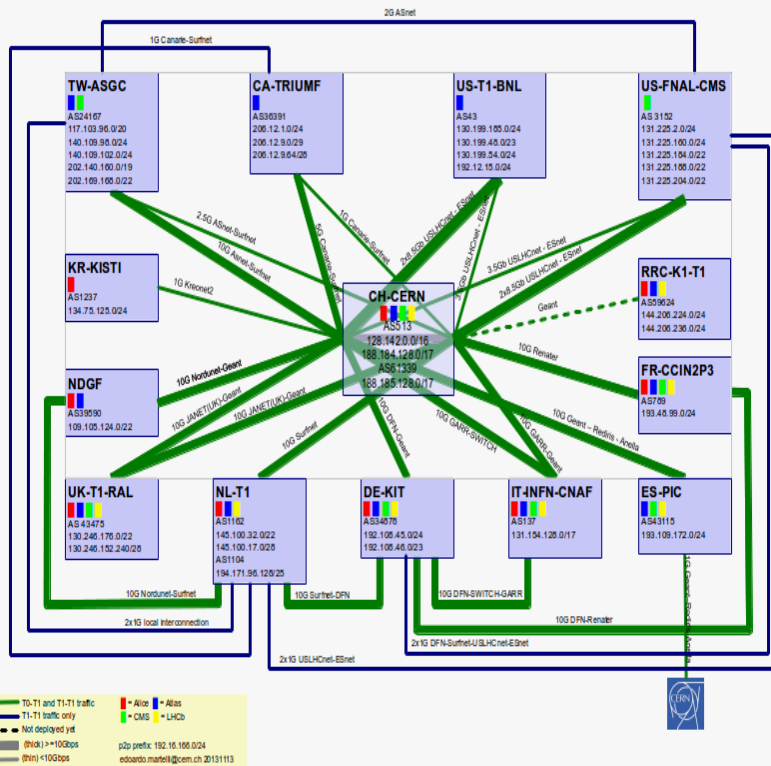 2G ASnet
1G Canarie-Surfnet
TW-ASGC
AS24167
117.103.96.0/20
140.109.98.0/24
140.109.102.0/24
202.140.160.0/19
202.169.168.0/22
CA-TRIUMF
AS36391
206.12.1.0/24
206.12.9.0/29
206.12.9.64/28
US-T1-BNL
AS43
130.199.185.0/24
130.199.48.0/23
130.199.54.0/24
192.12.15.0/24
US-FNAL-CMS
AS3152
131.225.2.0/24
131.225.160.0/24
131.225.184.0/22
131.225.188.0/22
131.225.204.0/22
2.5G ASnet-Surfnet
10G Asnet-Surfnet
5G Canarie-Surfnet
1G Canarie-Surfnet
2x8.5Gb USLHCnet - ESnet
USLHCnet - ESnet
3.5Gb USLHCnet - ESnet
2x8.5Gb USLHCnet - ESnet
KR-KISTI
AS1237
134.75.125.0/24
1G Kreonet2
CH-CERN
AS513
128.142.0.0/16
188.184.128.0/17
AS61339
188.185.128.0/17
Geant
RRC-K1-T1
AS59624
144.206.224.0/24
144.206.236.0/24
NDGF
AS39590
109.105.124.0/22
10G Nordunet-Geant
10G JANET(UK)-Geant
10G JANET(UK)-Geant
10G Surfnet
10G DFN-Geant
10G GARR-SWITCH
10G GARR-Geant
10G Geant – Rediris - Anella
10G Renater
FR-CCIN2P3
AS789
193.48.99.0/24
UK-T1-RAL
AS43475
130.246.176.0/22
130.246.152.240/28
NL-T1
AS1162
145.100.32.0/22
145.100.17.0/28
AS1104
194.171.96.128/25
DE-KIT
AS34878
192.108.45.0/24
192.108.46.0/23
IT-INFN-CNAF
AS137
131.154.128.0/17
ES-PIC
AS43115
193.109.172.0/24
10G Nordunet-Surfnet
10G Surfnet-DFN
10G DFN-SWITCH-GARR
10G DFN-Renater
2x1G local interconnection
2x1G DFN-Surfnet-USLHCnet-ESnet
2x1G USLHCnet-ESnet
1G Geant-Rediris-Anella
CERN
T0-T1 and T1-T1 traffic
T1-T1 traffic only
Not deployed yet
(thick) >=10Gbps
(thin) <10Gbps
= Alice = Atlas
= CMS = LHCb
p2p prefix: 192.16.166.0/24
edoardo.martelli@cern.ch 20131113